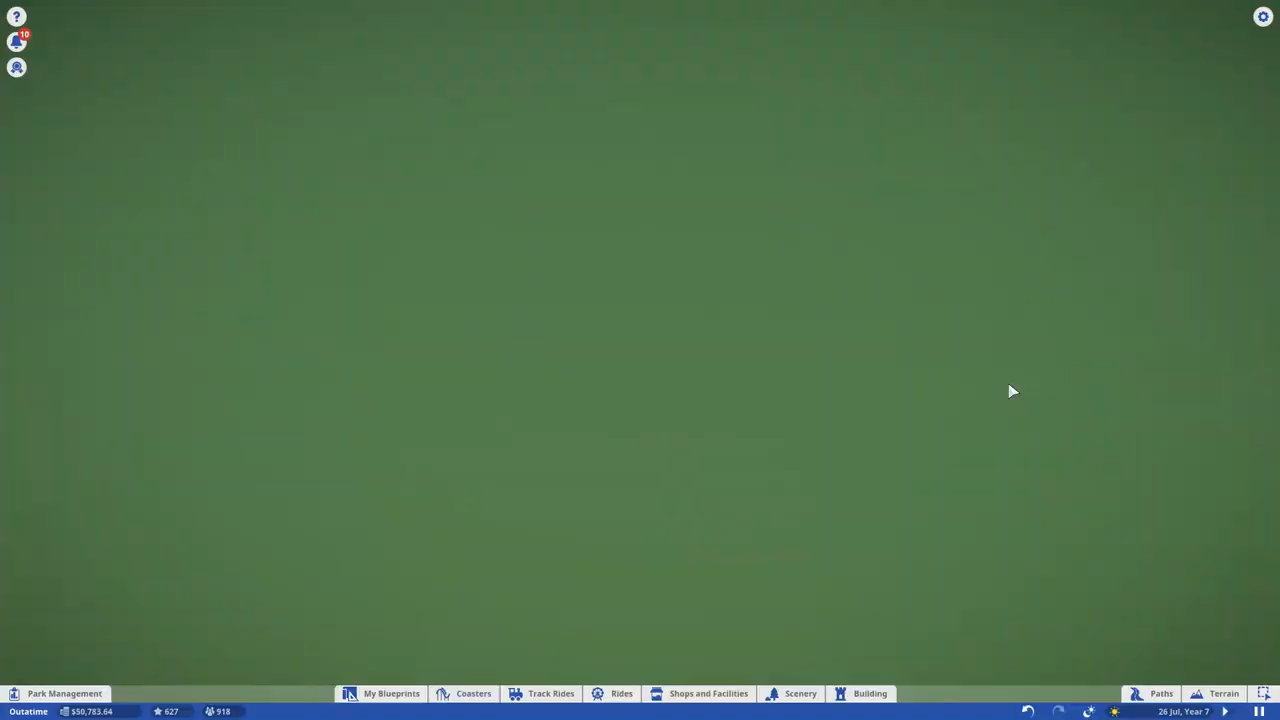 ?
10
Park Management
My Blueprints
Coasters
Track Rides
Rides
Shops and Facilities
Scenery
Building
Paths
Terrain
Outatime
$50,783.64
627
918
26 Jul, Year 7